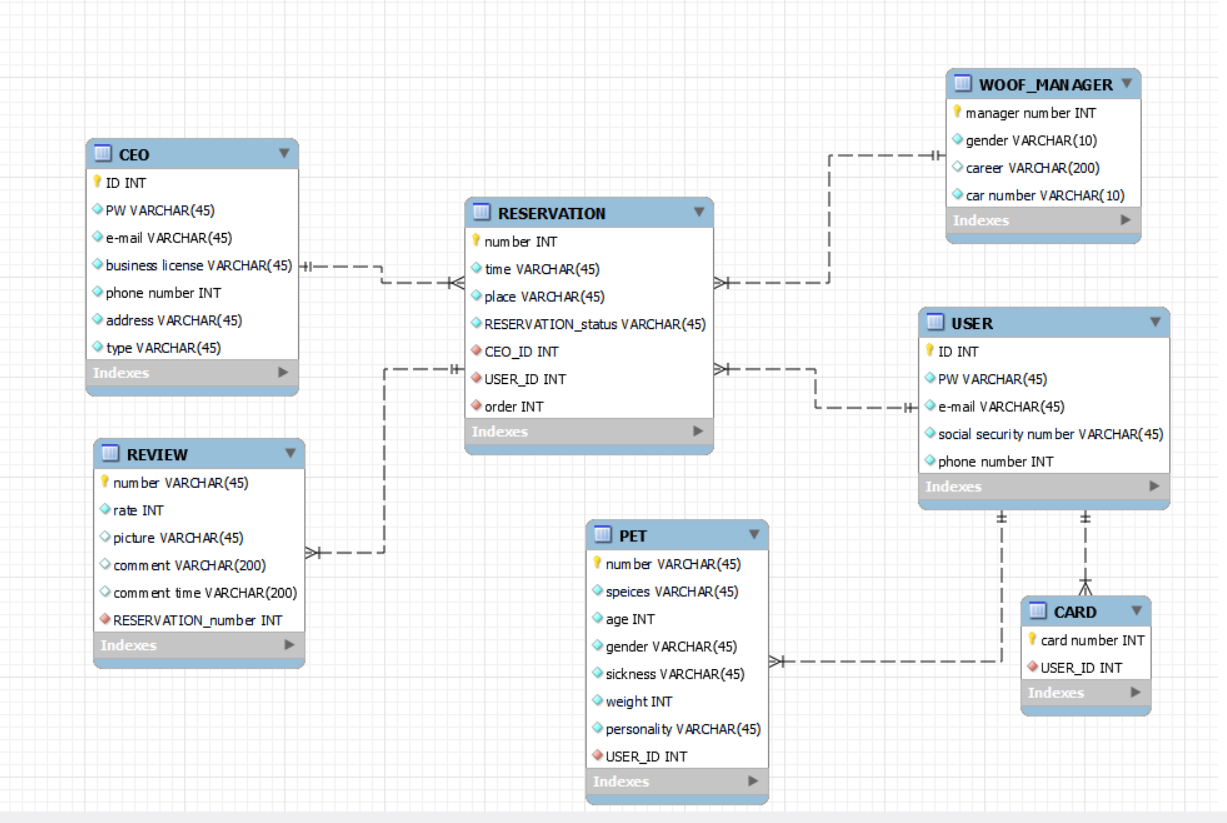 CEO
ID INT
PW VARCHAR(45)
e-mail VARCHAR(45)
business license VARCHAR(45)
phone number INT
address VARCHAR(45)
type VARCHAR(45)
Indexes
REVIEW
number VARCHAR(45)
rate INT
picture VARCHAR(45)
comment VARCHAR(200)
comment time VARCHAR(200)
RESERVATION_number INT
Indexes
RESERVATION
number INT
time VARCHAR(45)
place VARCHAR(45)
RESERVATION_status VARCHAR(45)
CEO_ID INT
USER_ID INT
order INT
Indexes
PET
number VARCHAR(45)
speices VARCHAR(45)
age INT
gender VARCHAR(45)
sickness VARCHAR(45)
weight INT
personality VARCHAR(45)
USER_ID INT
Indexes
WOOF_MANAGER
manager number INT
gender VARCHAR(10)
career VARCHAR(200)
car number VARCHAR(10)
Indexes
USER
ID INT
PW VARCHAR(45)
e-mail VARCHAR(45)
social security number VARCHAR(45)
phone number INT
Indexes
CARD
card number INT
USER_ID INT
Indexes